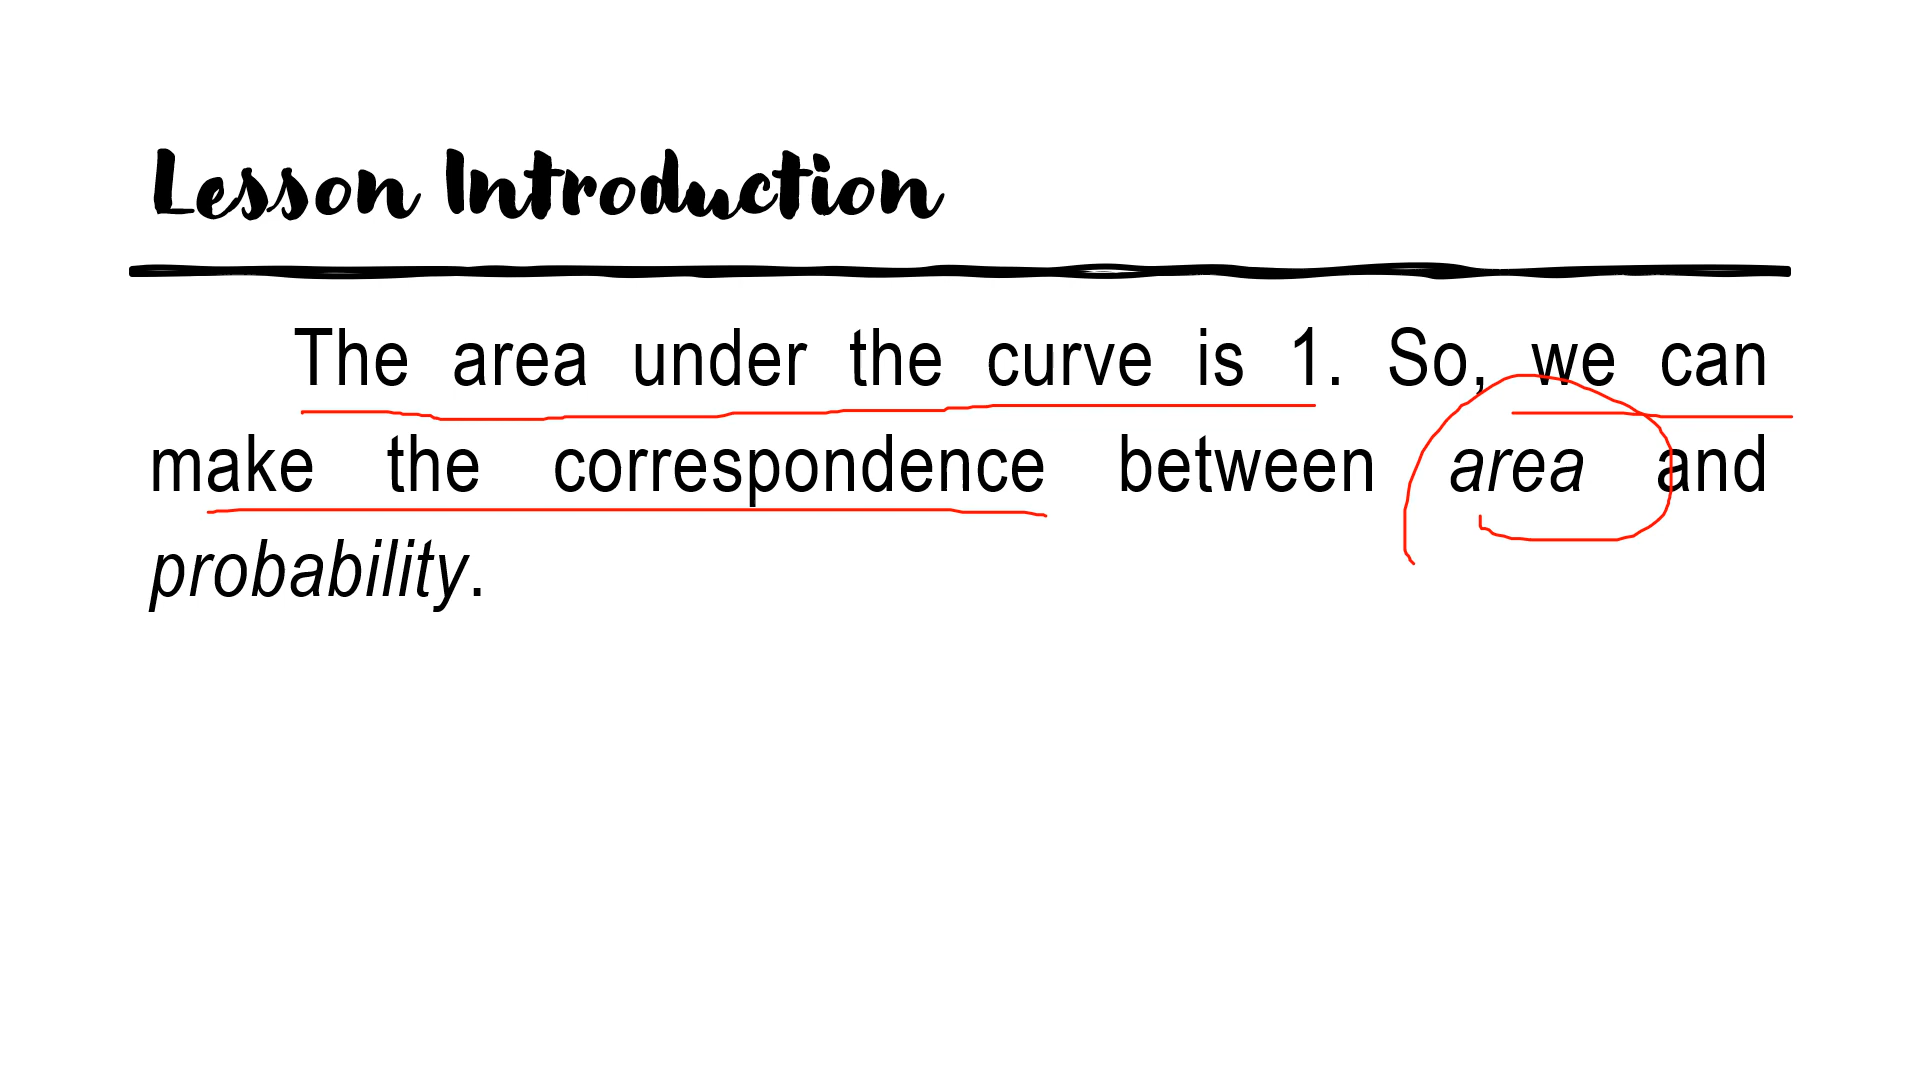 Lesson Introduction
The area under the curve is 1. So, we can
make the correspondence between area and
probability.